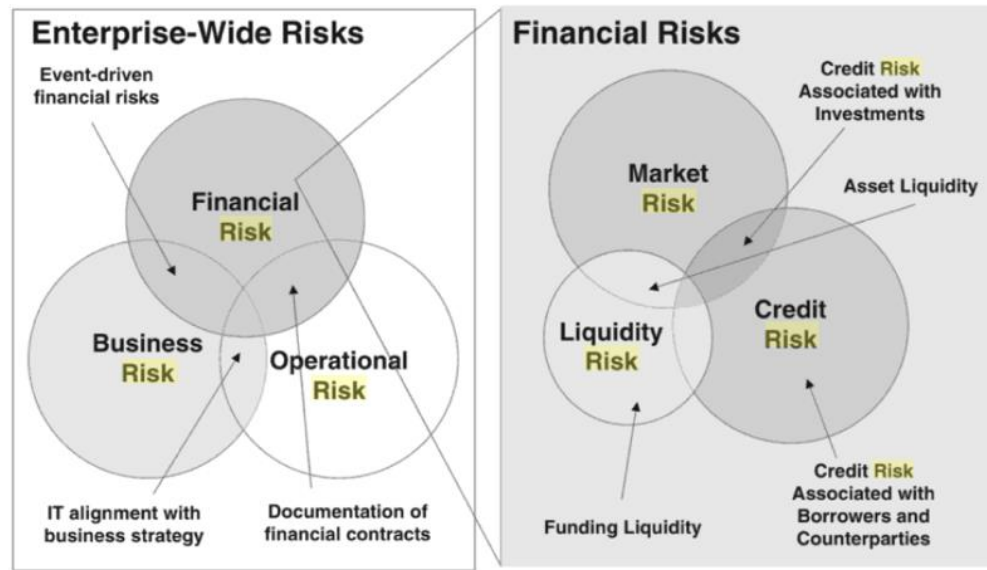 Enterprise-Wide Risks
Event-driven
financial risks
Financial
Risk
Business
Risk
Operational
Risk
IT alignment with
business strategy
Documentation of
financial contracts
Financial Risks
Credit Risk
Associated with
Investments
Market
Risk
Asset Liquidity
Liquidity
Risk
Credit
Risk
Funding Liquidity
Credit Risk
Associated with
Borrowers and
Counterparties